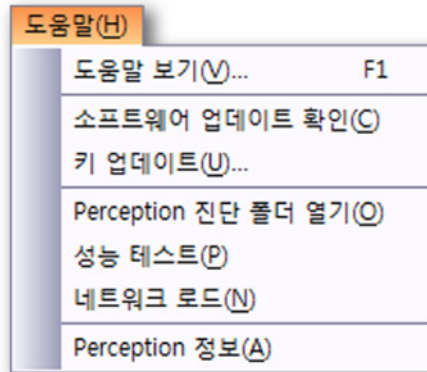 도움말(H)
도움말 보기(V)... F1
소프트웨어 업데이트 확인(C)
키 업데이트(U)...
Perception 진단 폴더 열기(O)
성능 테스트(P)
네트워크 로드(N)
Perception 정보(A)